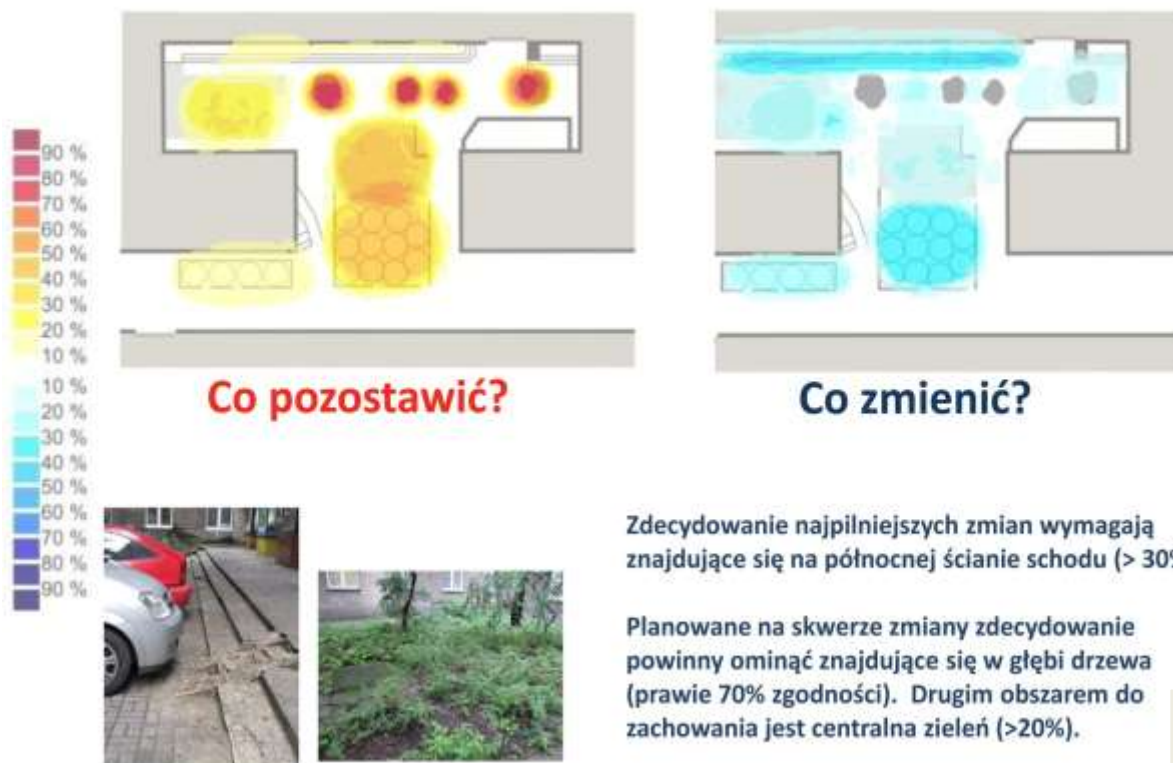 90 %
80 %
70 %
60 %
50 %
40 %
30 %
20 %
10 %
10 %
20 %
30 %
40 %
50 %
60 %
70 %
80 %
90 %
Co pozostawić?
Co zmienić?
Zdecydowanie najpilniejszych zmian wymagają
znajdujące się na północnej ścianie schodu (> 30%
Planowane na skwerze zmiany zdecydowanie
powinny ominąć znajdujące się w głębi drzewa
(prawie 70% zgodności). Drugim obszarem do
zachowania jest centralna zieleń (>20%).